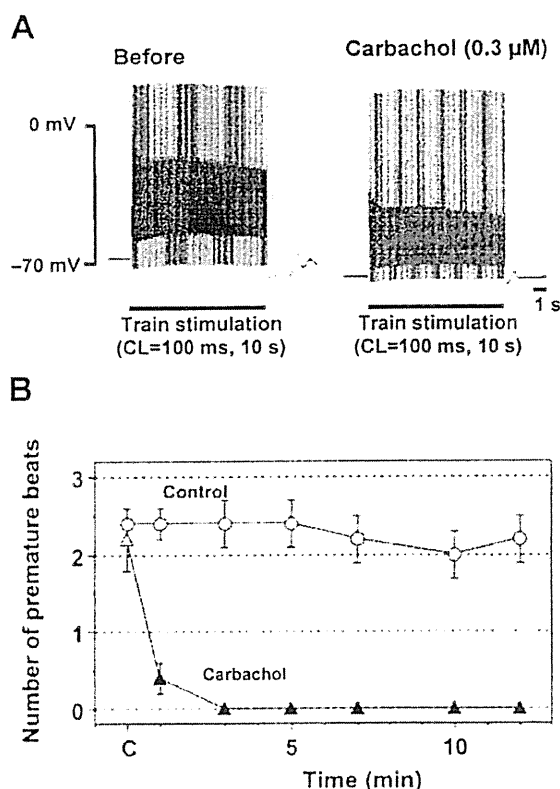 A
Before
Carbachol (0.3 µM)
0 mV
−70 mV
1 s
Train stimulation
(CL=100 ms, 10 s)
Train stimulation
(CL=100 ms, 10 s)
B
Number of premature beats
3
2
1
0
Control
Carbachol
C
5
10
Time (min)